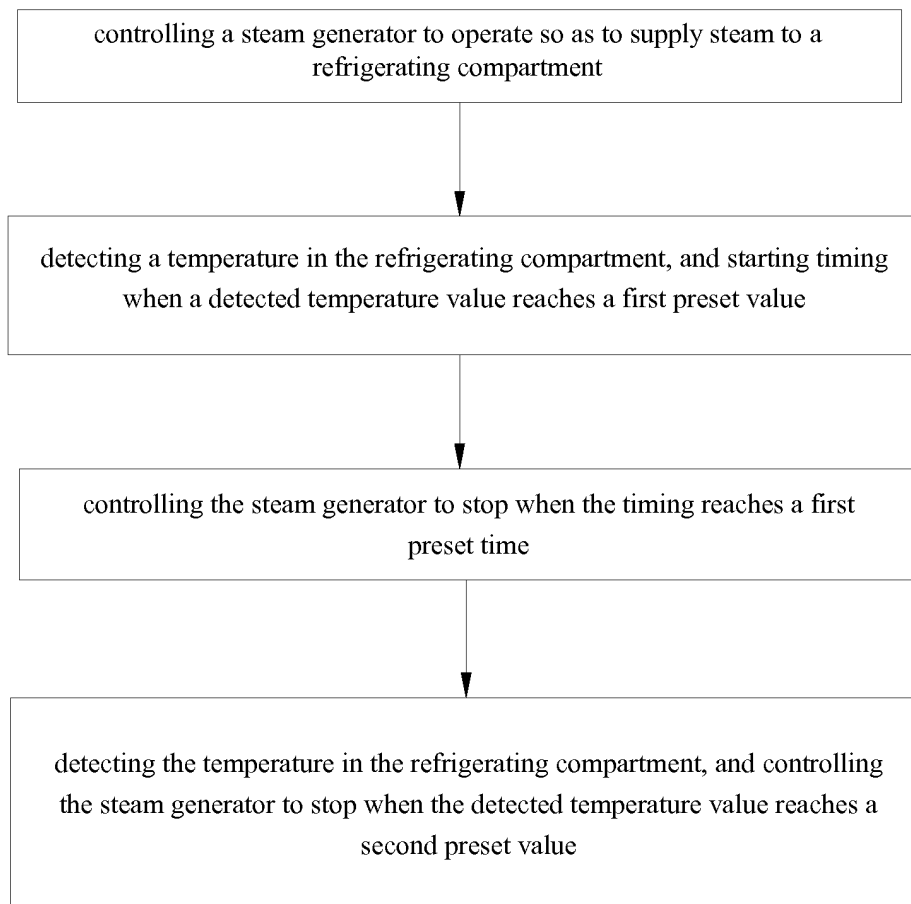 controlling a steam generator to operate so as to supply steam to a
refrigerating compartment
detecting a temperature in the refrigerating compartment, and starting timing
when a detected temperature value reaches a first preset value
controlling the steam generator to stop when the timing reaches a first
preset time
detecting the temperature in the refrigerating compartment, and controlling
the steam generator to stop when the detected temperature value reaches a
second preset value